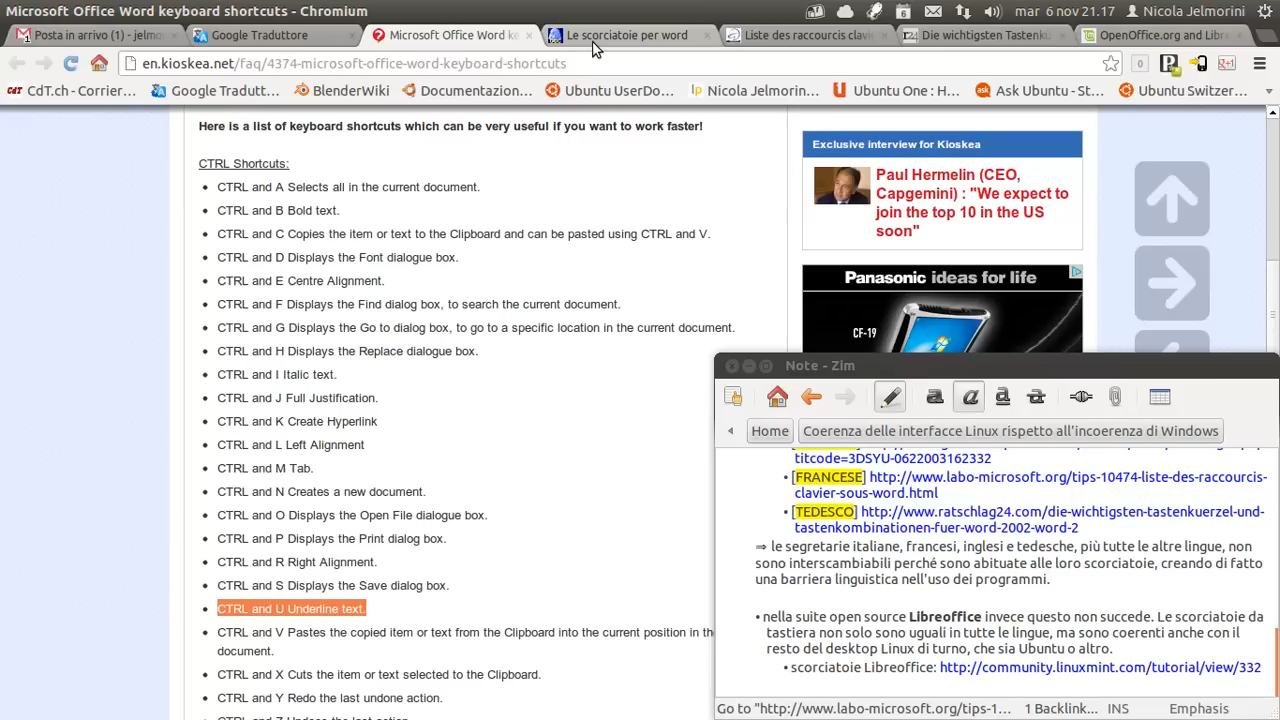 Microsoft Office Word keyboard shortcuts - Chromium
6
mar 6 nov 21.17
Nicola Jelmorini
Posta in arrivo (1) - jelmo
Google Traduttore
Microsoft Office Word ke
Le scorciatoie per word
Liste des raccourcis clavie
Die wichtigsten Tastenku
OpenOffice.org and Libre
en.kioskea.net/faq/4374-microsoft-office-word-keyboard-shortcuts
CdT.ch - Corrier...
Google Tradutt...
BlenderWiki
Documentazion...
Ubuntu UserDo...
Nicola Jelmorin...
Ubuntu One : H...
Ask Ubuntu - St...
Ubuntu Switzer...
Here is a list of keyboard shortcuts which can be very useful if you want to work faster!
CTRL Shortcuts:
CTRL and A Selects all in the current document.
CTRL and B Bold text.
CTRL and C Copies the item or text to the Clipboard and can be pasted using CTRL and V.
CTRL and D Displays the Font dialogue box.
CTRL and E Centre Alignment.
CTRL and F Displays the Find dialog box, to search the current document.
CTRL and G Displays the Go to dialog box, to go to a specific location in the current document.
CTRL and H Displays the Replace dialogue box.
CTRL and I Italic text.
CTRL and J Full Justification.
CTRL and K Create Hyperlink
CTRL and L Left Alignment
CTRL and M Tab.
CTRL and N Creates a new document.
CTRL and O Displays the Open File dialogue box.
CTRL and P Displays the Print dialog box.
CTRL and R Right Alignment.
CTRL and S Displays the Save dialog box.
CTRL and U Underline text.
CTRL and V Pastes the copied item or text from the Clipboard into the current position in the
document.
CTRL and X Cuts the item or text selected to the Clipboard.
CTRL and Y Redo the last undone action.
Exclusive interview for Kioskea
Paul Hermelin (CEO,
Capgemini) : "We expect to
join the top 10 in the US
soon"
Panasonic ideas for life
CF-19
Note - Zim
Home
Coerenza delle interfacce Linux rispetto all'incoerenza di Windows
titcode=3DSYU-0622003162332
[FRANCESE] http://www.labo-microsoft.org/tips-10474-liste-des-raccourcis-
clavier-sous-word.html
[TEDESCO] http://www.ratschlag24.com/die-wichtigsten-tastenkuerzel-und-
tastenkombinationen-fuer-word-2002-word-2
⇒ le segretarie italiane, francesi, inglesi e tedesche, più tutte le altre lingue, non
sono interscambiabili perché sono abituate alle loro scorciatoie, creando di fatto
una barriera linguistica nell'uso dei programmi.
nella suite open source Libreoffice invece questo non succede. Le scorciatoie da
tastiera non solo sono uguali in tutte le lingue, ma sono coerenti anche con il
resto del desktop Linux di turno, che sia Ubuntu o altro.
scorciatoie Libreoffice: http://community.linuxmint.com/tutorial/view/332
Go to "http://www.labo-microsoft.org/tips-1...
1 Backlink...
INS
Emphasis